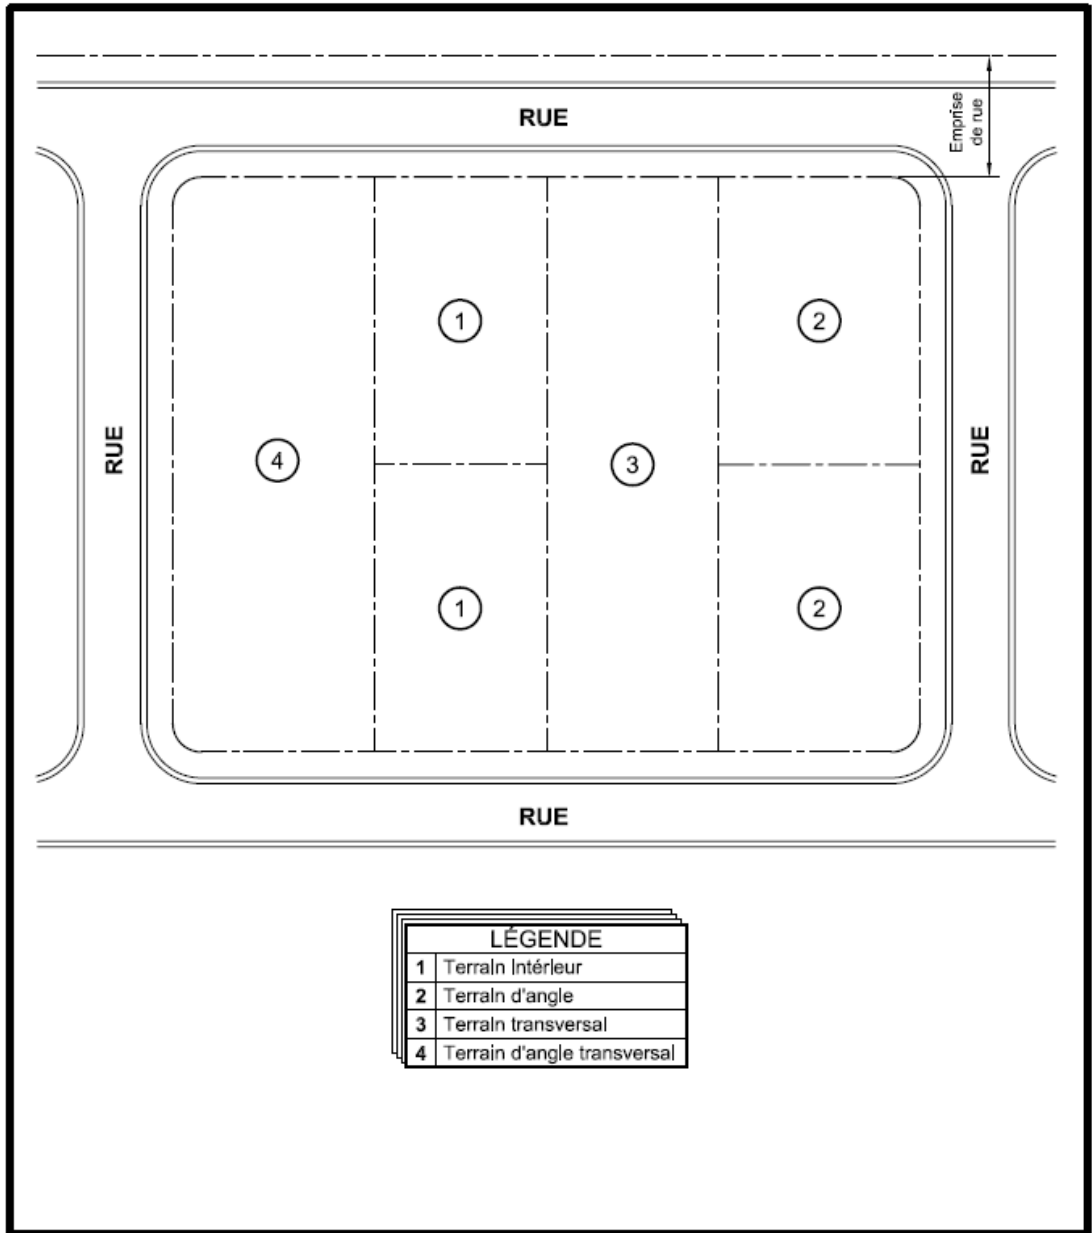 RUE
Emprise
de rue
1
2
RUE
4
3
RUE
1
2
RUE
LÉGENDE
1 Terrain Intérieur
2 Terrain d'angle
3 Terrain transversal
4 Terrain d'angle transversal